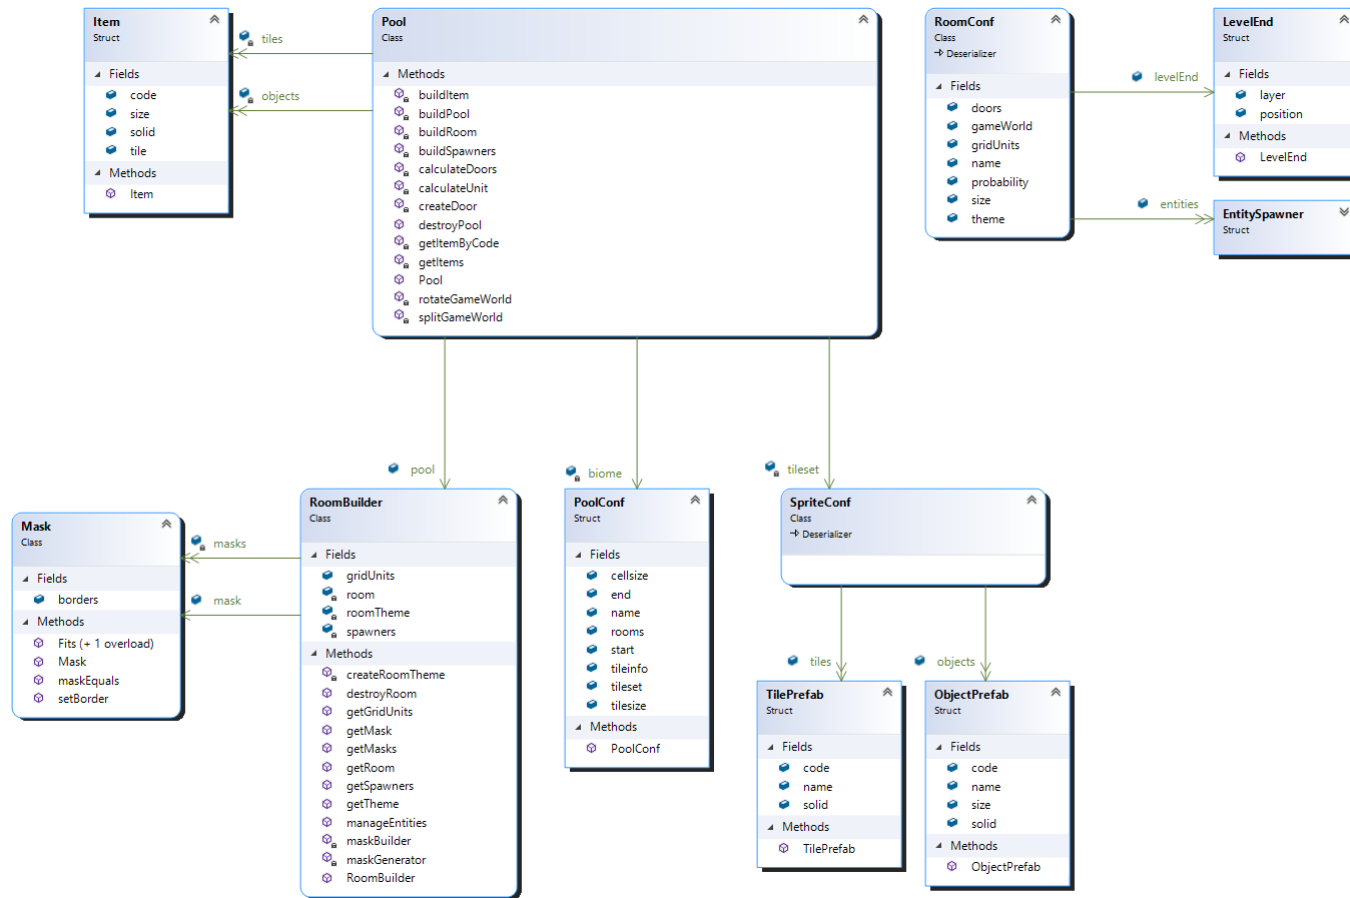 Item
Struct
Fields
code
size
solid
tile
Methods
Item
tiles
objects
Pool
Class
Methods
buildItem
buildPool
buildRoom
buildSpawners
calculateDoors
calculateUnit
createDoor
destroyPool
getItemByCode
getItems
Pool
rotateGameWorld
splitGameWorld
RoomConf
Class
Deserializer
Fields
doors
gameWorld
gridUnits
name
probability
size
theme
levelEnd
entities
LevelEnd
Struct
Fields
layer
position
Methods
LevelEnd
EntitySpawner
Struct
pool
biome
tileset
Mask
Class
Fields
borders
Methods
Fits (+ 1 overload)
Mask
maskEquals
setBorder
masks
mask
RoomBuilder
Class
Fields
gridUnits
room
roomTheme
spawners
Methods
createRoomTheme
destroyRoom
getGridUnits
getMask
getMasks
getRoom
getSpawners
getTheme
manageEntities
maskBuilder
maskGenerator
RoomBuilder
PoolConf
Struct
Fields
cellsize
end
name
rooms
start
tileinfo
tileset
tilesize
Methods
PoolConf
SpriteConf
Class
Deserializer
tiles
objects
TilePrefab
Struct
Fields
code
name
solid
Methods
TilePrefab
ObjectPrefab
Struct
Fields
code
name
size
solid
Methods
ObjectPrefab